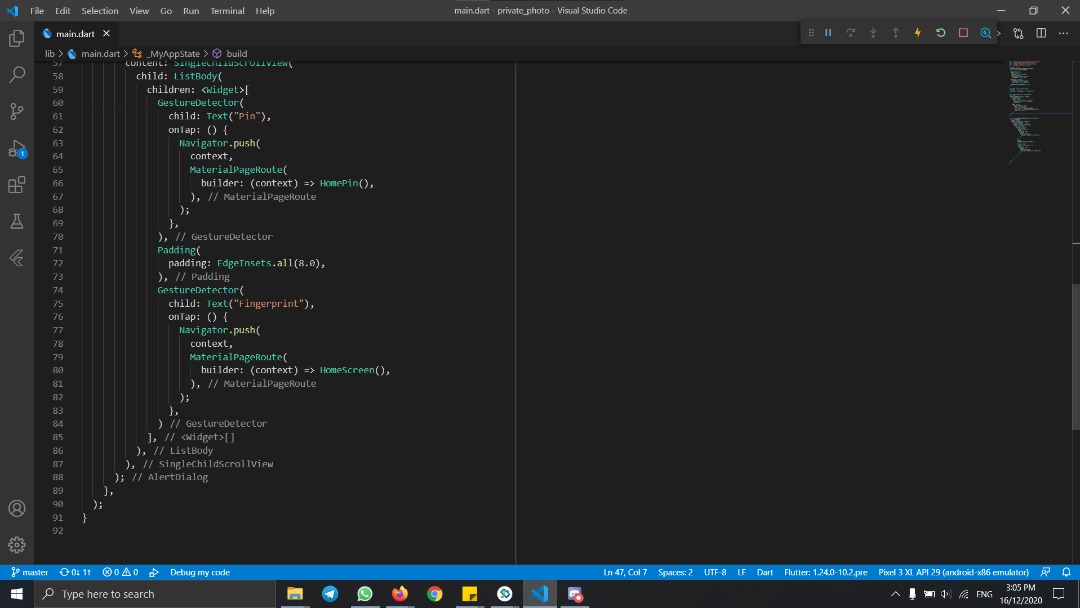 File Edit Selection View Go Run Terminal Help
main.dart - private_photo - Visual Studio Code
main.dart
lib > main.dart > _MyAppState > build
57 content: SingleChildScrollView(
58 child: ListBody(
59 children: <Widget>[
60 GestureDetector(
61 child: Text("Pin"),
62 onTap: () {
63 Navigator.push(
64 context,
65 MaterialPageRoute(
66 builder: (context) => HomePin(),
67 ), // MaterialPageRoute
68 );
69 },
70 ), // GestureDetector
71 Padding(
72 padding: EdgeInsets.all(8.0),
73 ), // Padding
74 GestureDetector(
75 child: Text("Fingerprint"),
76 onTap: () {
77 Navigator.push(
78 context,
79 MaterialPageRoute(
80 builder: (context) => HomeScreen(),
81 ), // MaterialPageRoute
82 );
83 },
84 ) // GestureDetector
85 ], // <Widget>[]
86 ), // ListBody
87 ), // SingleChildScrollView
88 ); // AlertDialog
89 },
90 );
91 }
92
1
master 0↓ 1↑ 0 0 Debug my code Ln 47, Col 7 Spaces: 2 UTF-8 LF Dart Flutter: 1.24.0-10.2.pre Pixel 3 XL API 29 (android-x86 emulator)
Type here to search
ENG
3:05 PM
16/12/2020